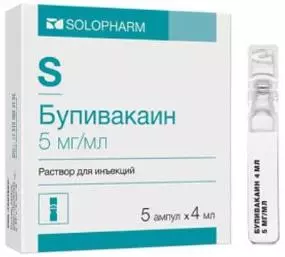 SOLOPHARM
S
Бупивакаин
5 мг/мл
Раствор для инъекций
5 ампул х 4 мл
БУПИВАКАИН 4 МЛ
5 МГ/МЛ